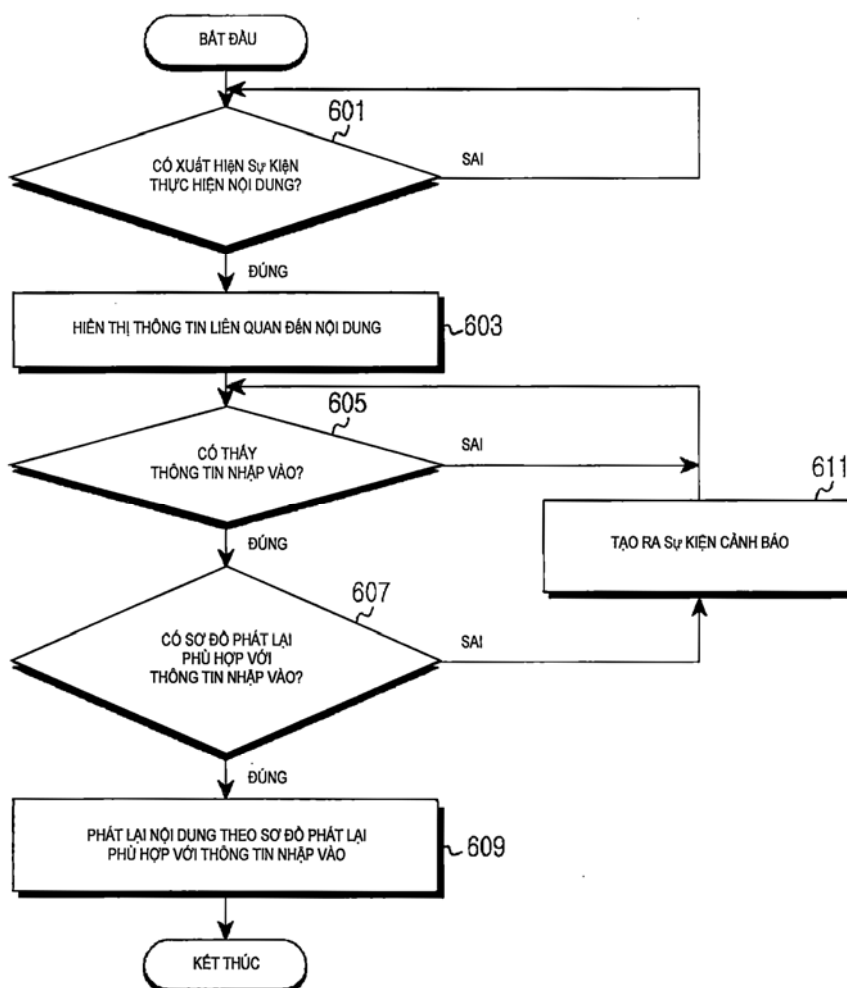 BẮT ĐẦU
601
CÓ XUấT HIệN Sự KIệN
THựC HIỆN NỘI DUNG?
SAI
ĐÚNG
HIỂN THỊ THÔNG TIN LIÊN QUAN ĐếN NỘI DUNG
603
605
CÓ THẤY
THÔNG TIN NHẬP VÀO?
SAI
611
TẠO RA Sự KIỆN CẢNH BÁO
ĐÚNG
607
CÓ SƠ ĐỒ PHÁT LẠI
PHÙ HỢP VỚI
THÔNG TIN NHẬP VÀO?
SAI
ĐÚNG
PHÁT LẠI NỘI DUNG THEO SƠ ĐỒ PHÁT LẠI
PHÙ HỢP VỚI THÔNG TIN NHẬP VÀO
609
KẾT THÚC